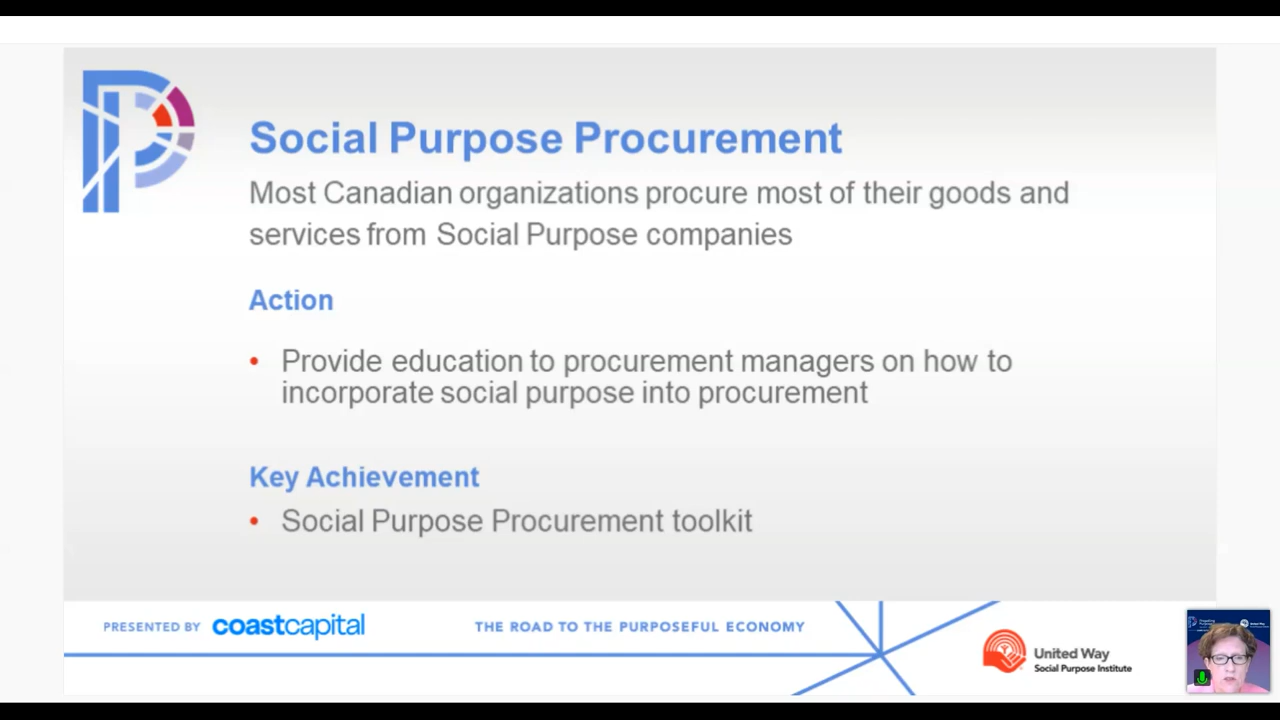 Social Purpose Procurement
Most Canadian organizations procure most of their goods and
services from Social Purpose companies
Action
• Provide education to procurement managers on how to
incorporate social purpose into procurement
Key Achievement
• Social Purpose Procurement toolkit
PRESENTED BY coastcapital
THE ROAD TO THE PURPOSEFUL ECONOMY
United Way
Social Purpose Institute